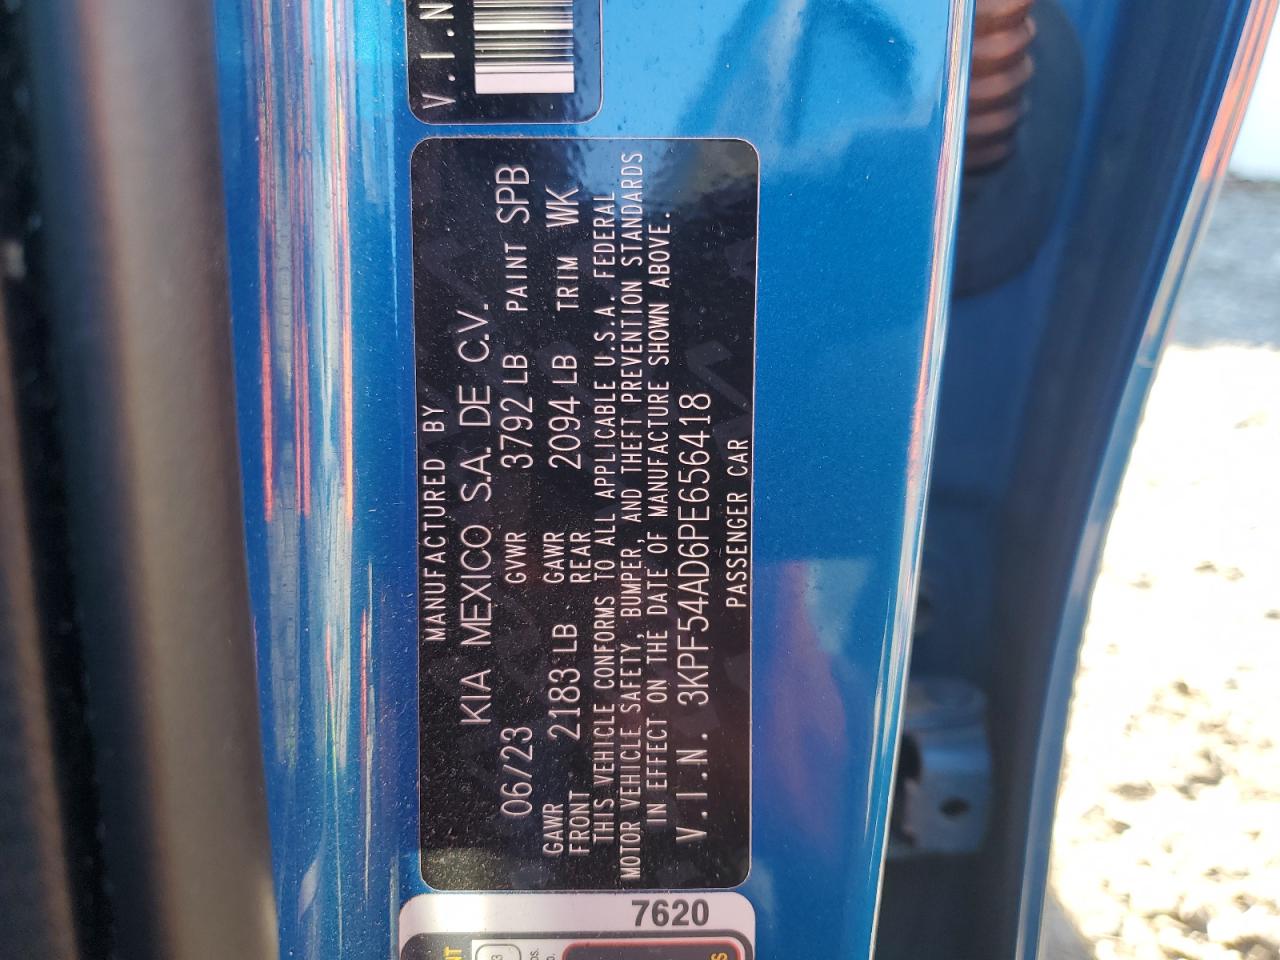 V.I.N
MANUFACTURED BY
KIA MEXICO S.A. DE C.V.
06/23 GVWR 3792 LB PAINT SPB
GAWR FRONT 2183 LB GAWR REAR 2094 LB TRIM WK
THIS VEHICLE CONFORMS TO ALL APPLICABLE U.S.A. FEDERAL
MOTOR VEHICLE SAFETY, BUMPER, AND THEFT PREVENTION STANDARDS
IN EFFECT ON THE DATE OF MANUFACTURE SHOWN ABOVE.
V.I.N. 3KPF54AD6PE656418
PASSENGER CAR
7620